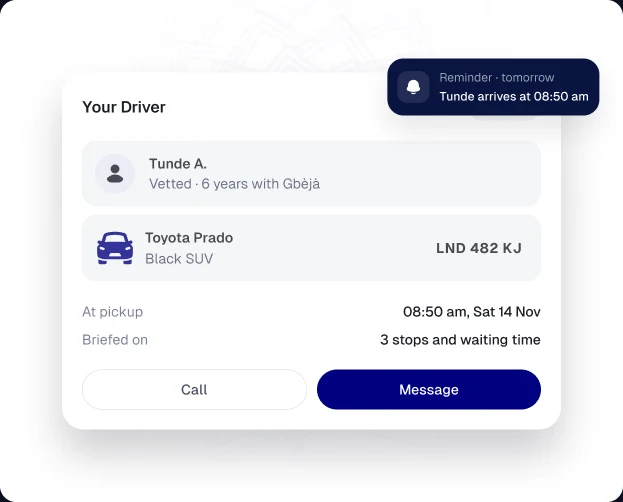 Reminder · tomorrow
Tunde arrives at 08:50 am
Your Driver
Tunde A.
Vetted · 6 years with Gbèjà
Toyota Prado
Black SUV
LND 482 KJ
At pickup
08:50 am, Sat 14 Nov
Briefed on
3 stops and waiting time
Call
Message